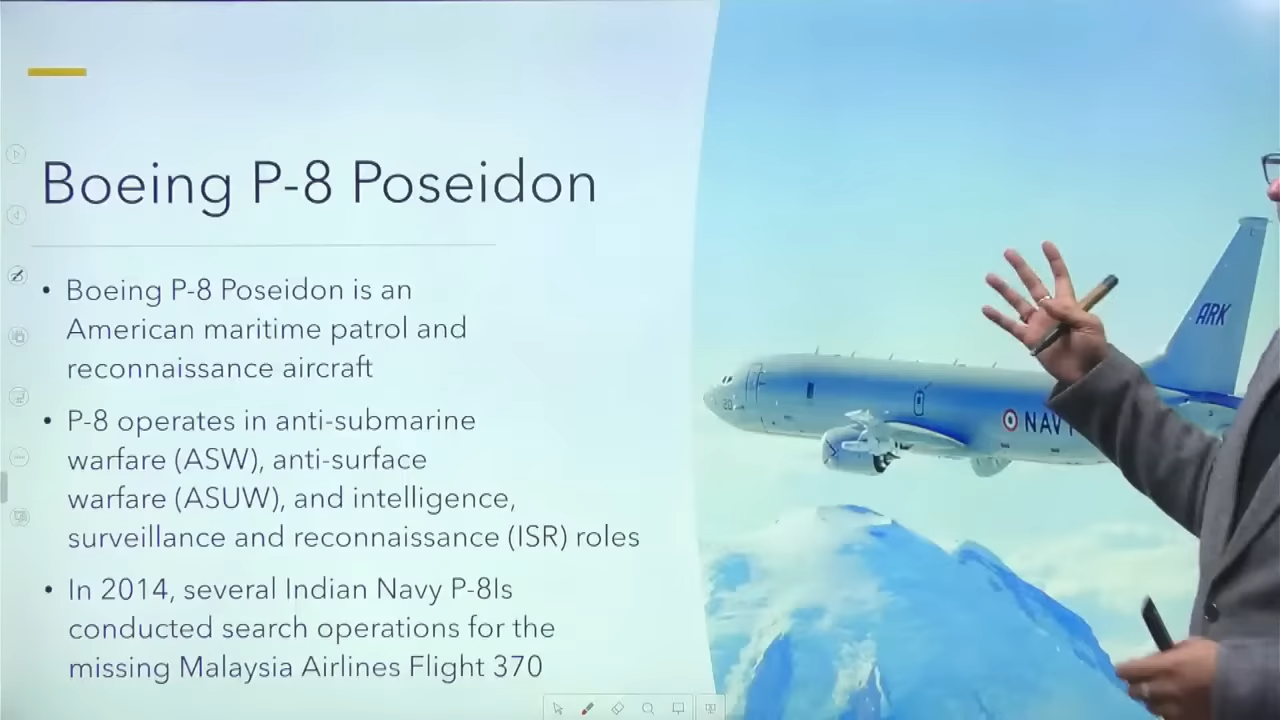 Boeing P-8 Poseidon
• Boeing P-8 Poseidon is an
American maritime patrol and
reconnaissance aircraft
• P-8 operates in anti-submarine
warfare (ASW), anti-surface
warfare (ASUW), and intelligence,
surveillance and reconnaissance (ISR) roles
• In 2014, several Indian Navy P-8Is
conducted search operations for the
missing Malaysia Airlines Flight 370
ARK